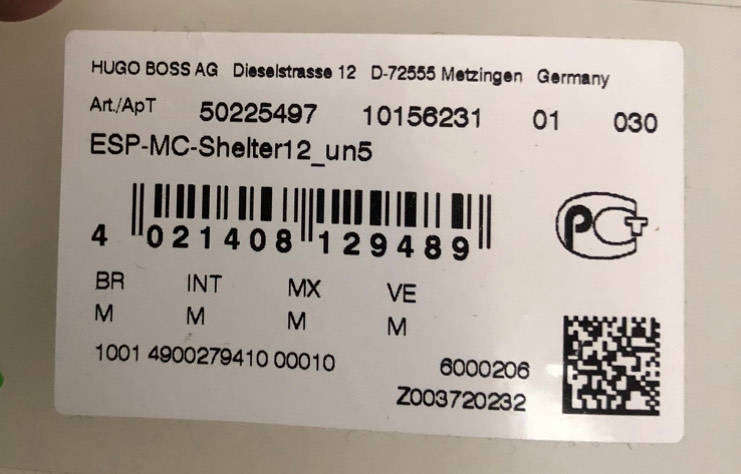 HUGO BOSS AG Dieselstrasse 12 D-72555 Metzingen Germany
Art./ApT 50225497 10156231 01 030
ESP-MC-Shelter12_un5
4 021408 129489
PCT
BR INT MX VE
M M M M
1001 4900279410 00010 6000206
Z003720232